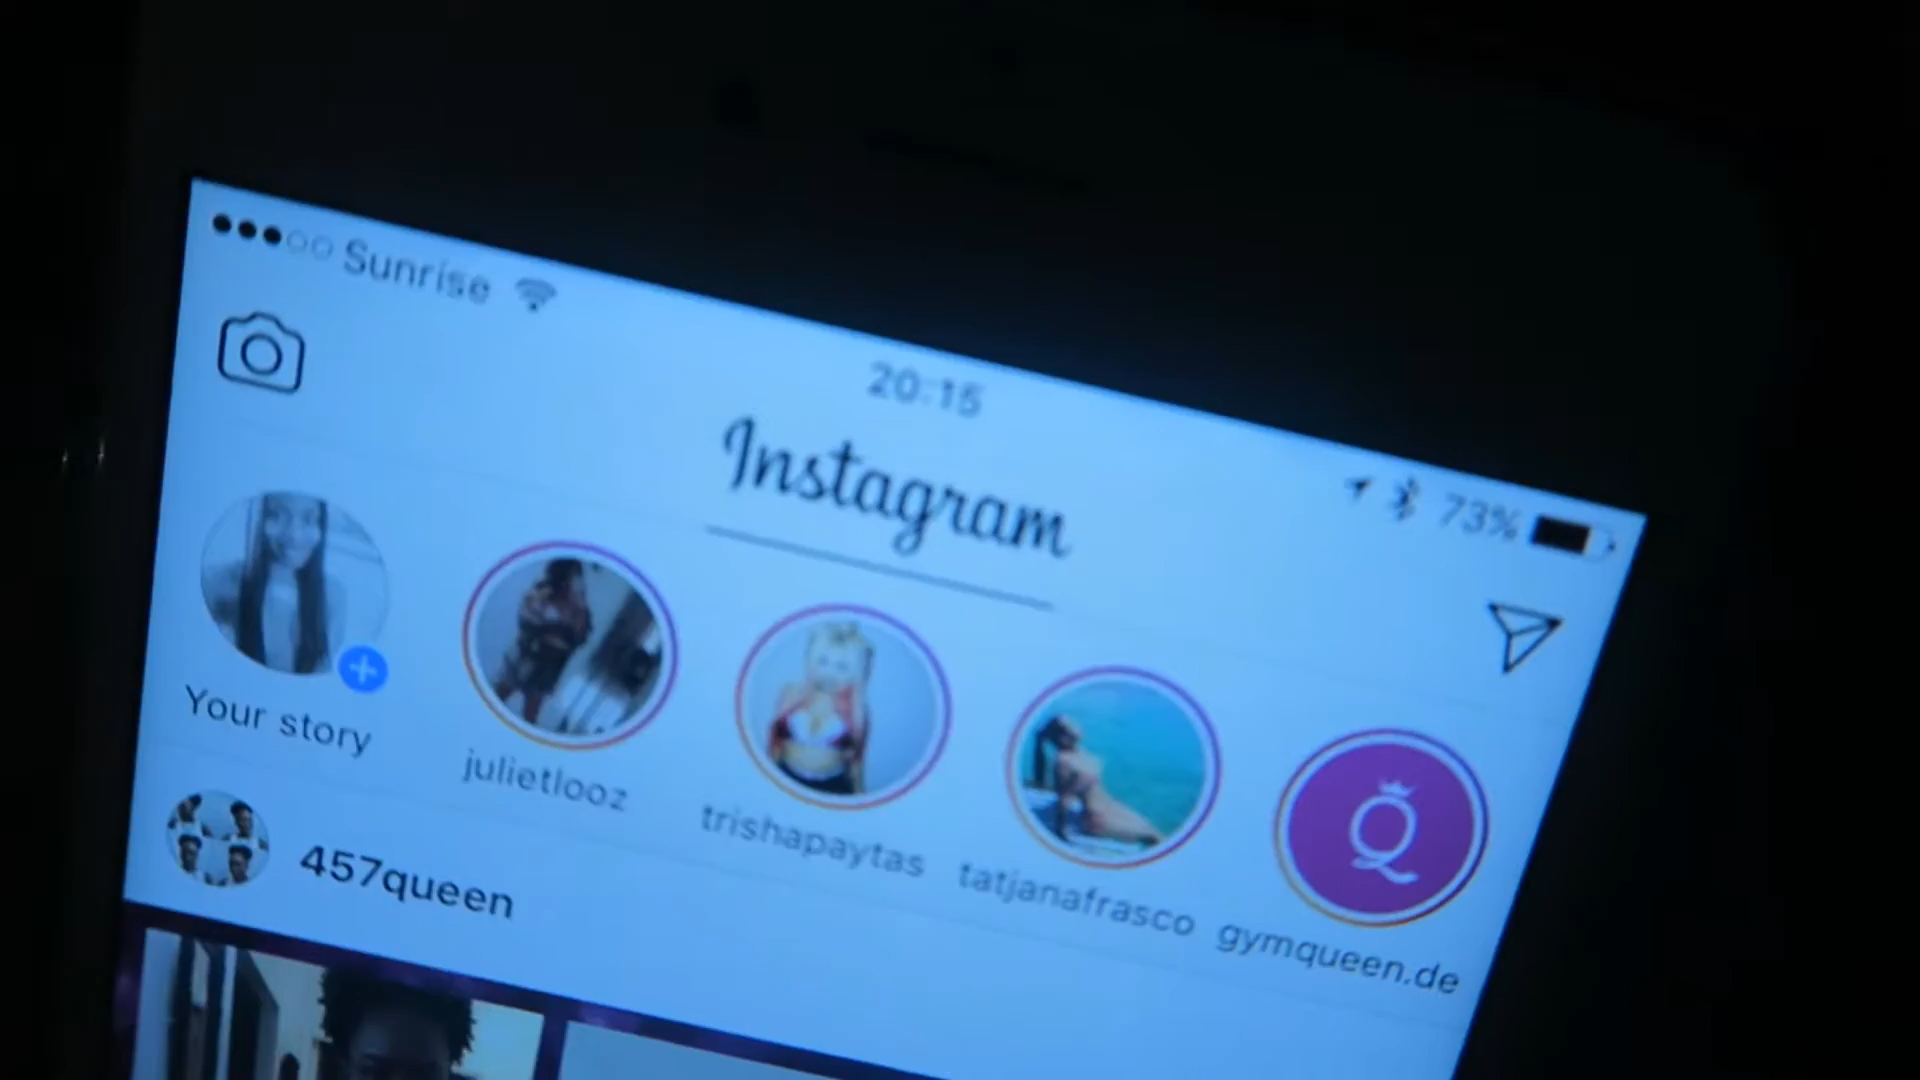 Sunrise
20:15
73%
Instagram
Your story
julietlooz
trishapaytas
tatjanafrasco
gymqueen.de
Q
457queen